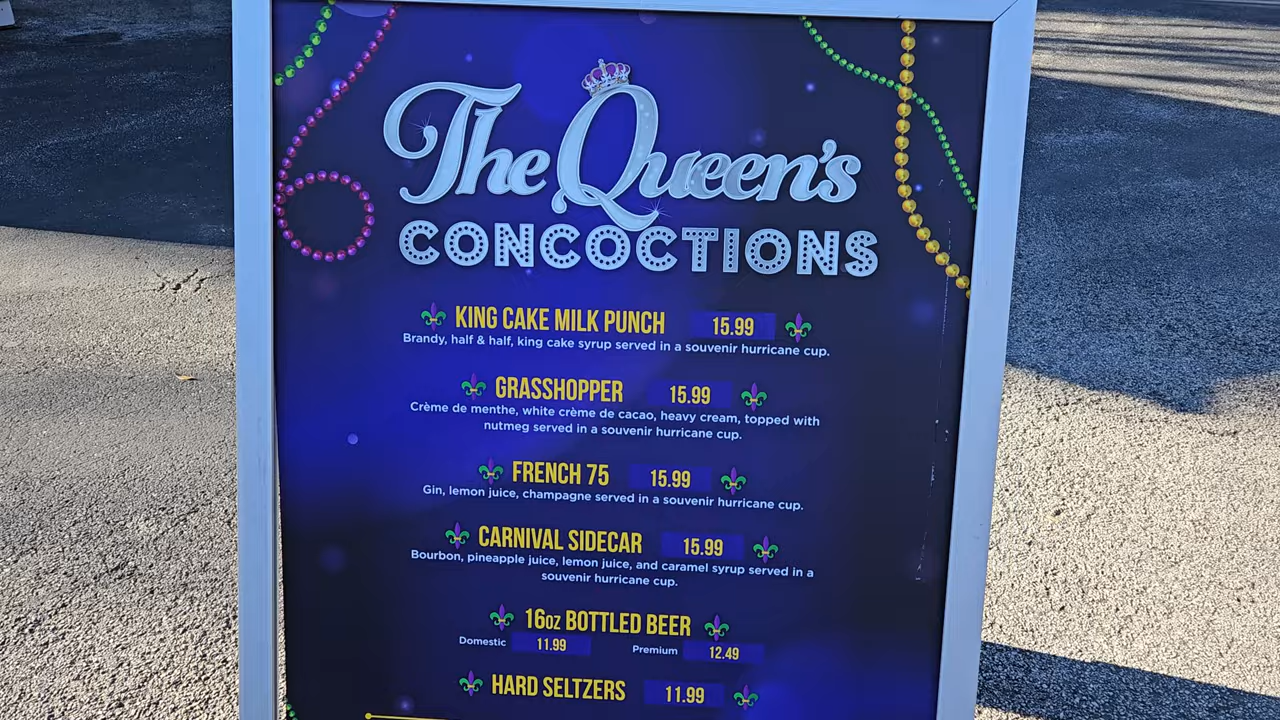 The Queen's
CONCOCTIONS
KING CAKE MILK PUNCH 15.99
Brandy, half & half, king cake syrup served in a souvenir hurricane cup.
GRASSHOPPER 15.99
Crème de menthe, white crème de cacao, heavy cream, topped with
nutmeg served in a souvenir hurricane cup.
FRENCH 75 15.99
Gin, lemon juice, champagne served in a souvenir hurricane cup.
CARNIVAL SIDECAR 15.99
Bourbon, pineapple juice, lemon juice, and caramel syrup served in a
souvenir hurricane cup.
16oz BOTTLED BEER
Domestic 11.99 Premium 12.49
HARD SELTZERS 11.99